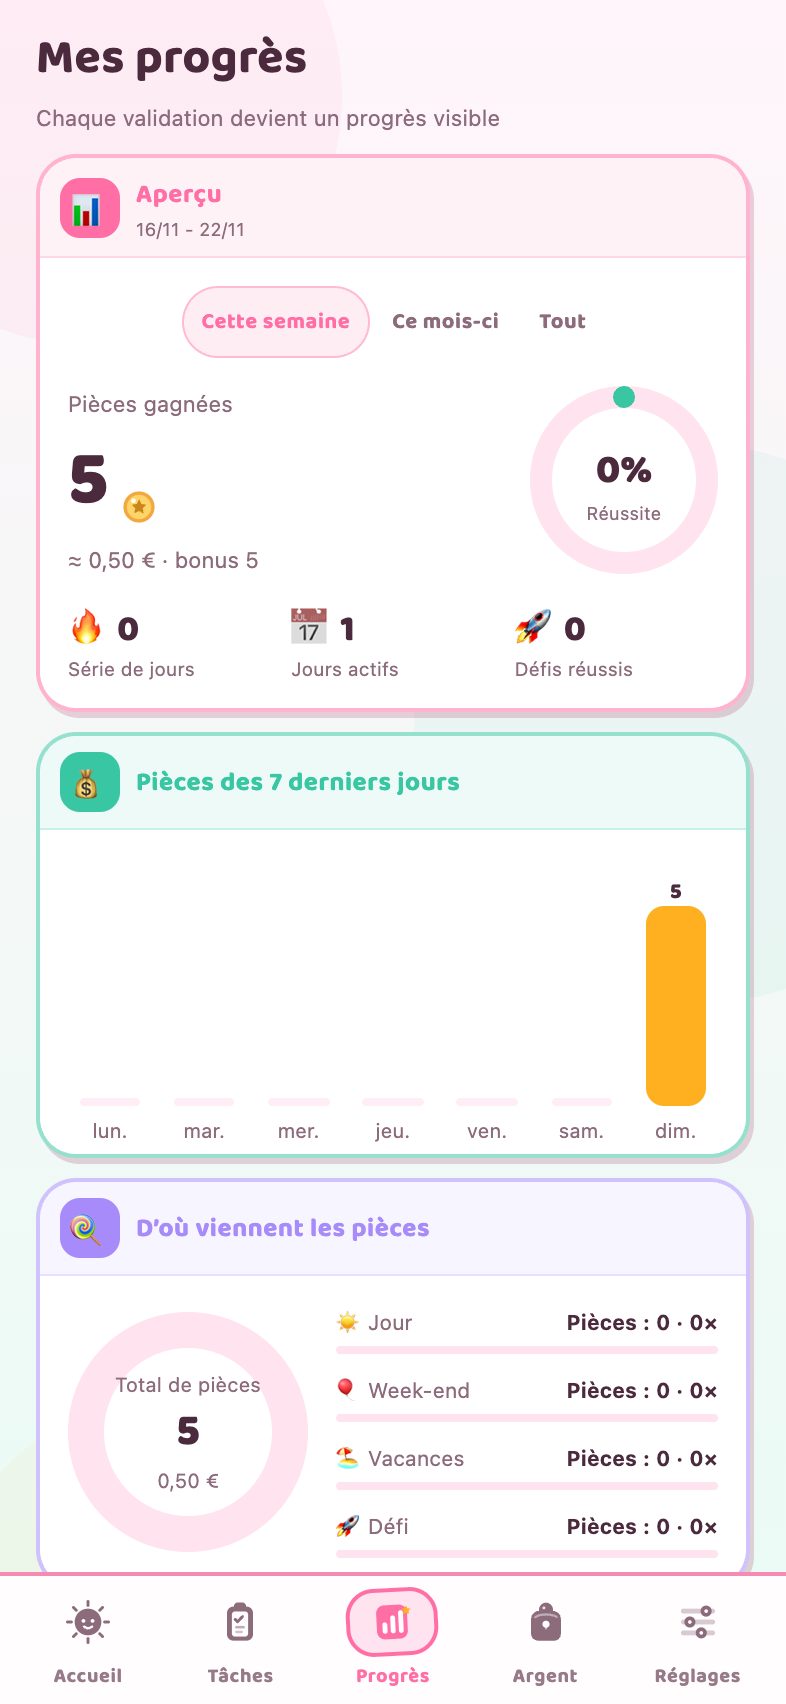 Mes progrès
Chaque validation devient un progrès visible
Aperçu
16/11 - 22/11
Cette semaine
Ce mois-ci
Tout
Pièces gagnées
5
≈ 0,50 € · bonus 5
0%
Réussite
0
Série de jours
JUL
17
1
Jours actifs
0
Défis réussis
Pièces des 7 derniers jours
5
lun. mar. mer. jeu. ven. sam. dim.
D’où viennent les pièces
Total de pièces
5
0,50 €
Jour Pièces : 0 · 0×
Week-end Pièces : 0 · 0×
Vacances Pièces : 0 · 0×
Défi Pièces : 0 · 0×
Accueil Tâches Progrès Argent Réglages